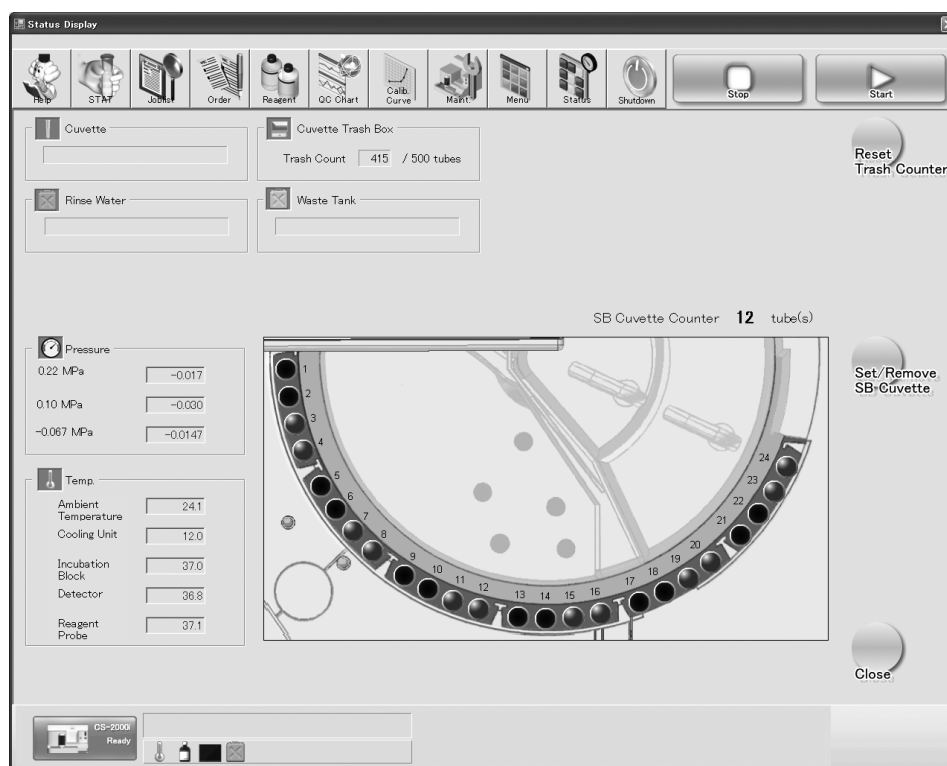 Status Display
Help
STAT
Joblist
Order
Reagent
QC Chart
Calib.
Curve
Maint.
Menu
Status
Shutdown
Stop
Start
Cuvette
Cuvette Trash Box
Trash Count 415 / 500 tubes
Reset
Trash Counter
Rinse Water
Waste Tank
SB Cuvette Counter 12 tube(s)
Pressure
0.22 MPa -0.017
0.10 MPa -0.030
-0.067 MPa -0.0147
Set/Remove
SB Cuvette
Temp.
Ambient
Temperature 24.1
Cooling Unit 12.0
Incubation
Block 37.0
Detector 36.8
Reagent
Probe 37.1
1
2
3
4
5
6
7
8
9
10
11
12
13
14
15
16
17
18
19
20
21
22
23
24
Close
CS-2000i
Ready